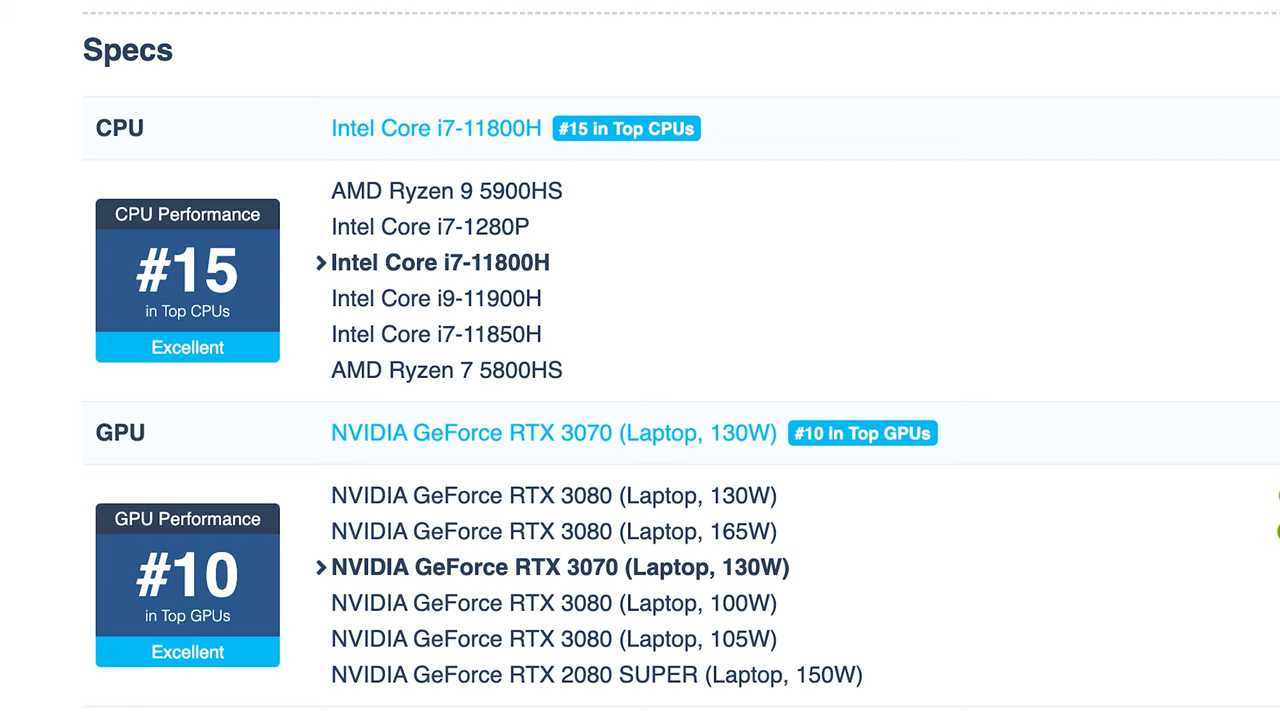 Specs
CPU
Intel Core i7-11800H #15 in Top CPUs
CPU Performance
#15
in Top CPUs
Excellent
AMD Ryzen 9 5900HS
Intel Core i7-1280P
Intel Core i7-11800H
Intel Core i9-11900H
Intel Core i7-11850H
AMD Ryzen 7 5800HS
GPU
NVIDIA GeForce RTX 3070 (Laptop, 130W) #10 in Top GPUs
GPU Performance
#10
in Top GPUs
Excellent
NVIDIA GeForce RTX 3080 (Laptop, 130W)
NVIDIA GeForce RTX 3080 (Laptop, 165W)
NVIDIA GeForce RTX 3070 (Laptop, 130W)
NVIDIA GeForce RTX 3080 (Laptop, 100W)
NVIDIA GeForce RTX 3080 (Laptop, 105W)
NVIDIA GeForce RTX 2080 SUPER (Laptop, 150W)